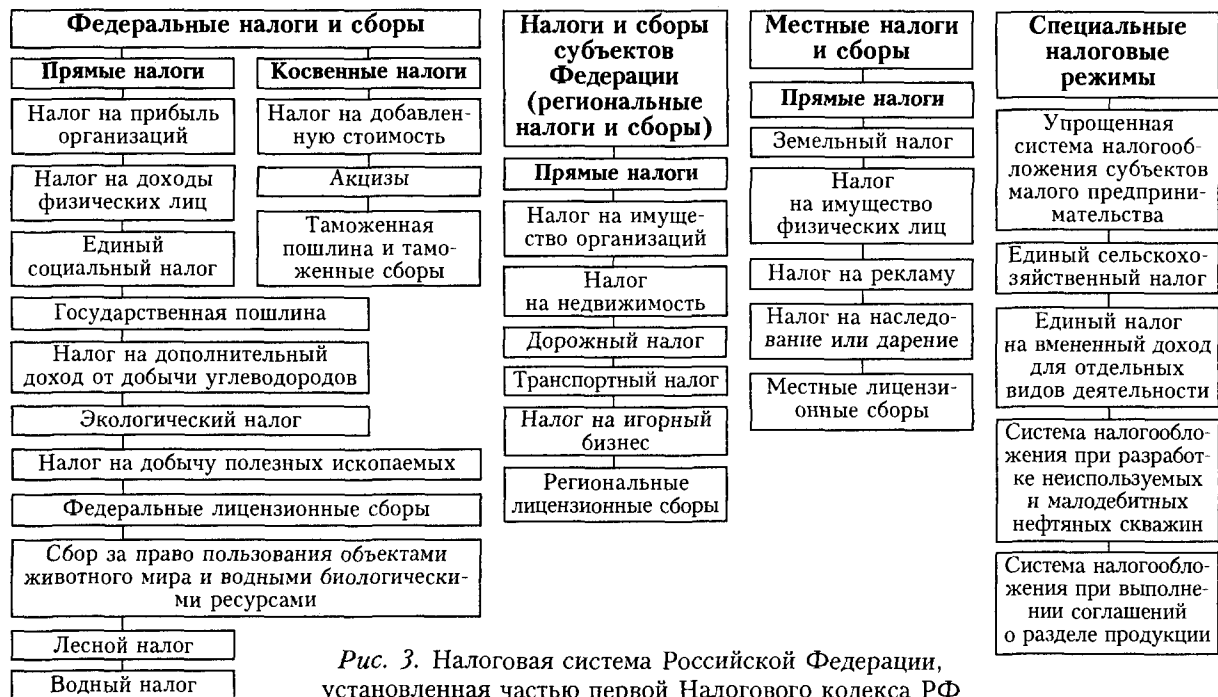 Федеральные налоги и сборы
Прямые налоги
Налог на прибыль
организаций
Налог на доходы
физических лиц
Единый
социальный налог
Косвенные налоги
Налог на добавлен-
ную стоимость
Акцизы
Таможенная
пошлина и тамо-
женные сборы
Государственная пошлина
Налог на дополнительный
доход от добычи углеводородов
Экологический налог
Налог на добычу полезных ископаемых
Федеральные лицензионные сборы
Сбор за право пользования объектами
животного мира и водными биологически-
ми ресурсами
Лесной налог
Водный налог
Налоги и сборы
субъектов
Федерации
(региональные
налоги и сборы)
Прямые налоги
Налог на имуще-
ство организаций
Налог
на недвижимость
Дорожный налог
Транспортный налог
Налог на игорный
бизнес
Региональные
лицензионные сборы
Местные налоги
и сборы
Прямые налоги
Земельный налог
Налог
на имущество
физических лиц
Налог на рекламу
Налог на наследо-
вание или дарение
Местные лицензи-
онные сборы
Специальные
налоговые
режимы
Упрощенная
система налогооб-
ложения субъектов
малого предприни-
мательства
Единый сельскохо-
зяйственный налог
Единый налог
на вмененный доход
для отдельных
видов деятельности
Система налогообло-
жения при разработ-
ке неиспользуемых
и малодебитных
нефтяных скважин
Система налогообло-
жения при выполне-
нии соглашений
о разделе продукции
Рис. 3. Налоговая система Российской Федерации,
установленная частью первой Налогового кодекса РФ